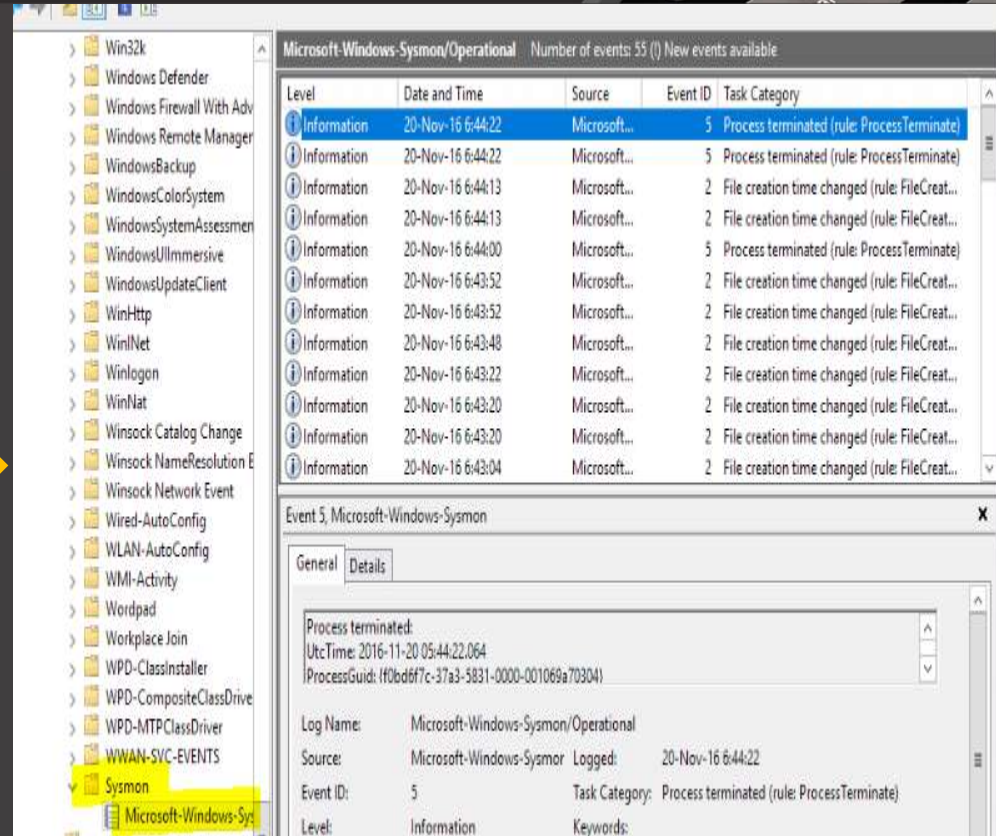 Win32k
Windows Defender
Windows Firewall With Adv
Windows Remote Manager
WindowsBackup
WindowsColorSystem
WindowsSystemAssessmen
WindowsUIImmersive
WindowsUpdateClient
WinHttp
WinINet
Winlogon
WinNat
Winsock Catalog Change
Winsock NameResolution E
Winsock Network Event
Wired-AutoConfig
WLAN-AutoConfig
WMI-Activity
Wordpad
Workplace Join
WPD-ClassInstaller
WPD-CompositeClassDrive
WPD-MTPClassDriver
WWAN-SVC-EVENTS
Sysmon
Microsoft-Windows-Sys
Microsoft-Windows-Sysmon/Operational Number of events: 55 (!) New events available
Level Date and Time Source Event ID Task Category
Information 20-Nov-16 6:44:22 Microsoft... 5 Process terminated (rule: ProcessTerminate)
Information 20-Nov-16 6:44:22 Microsoft... 5 Process terminated (rule: ProcessTerminate)
Information 20-Nov-16 6:44:13 Microsoft... 2 File creation time changed (rule: FileCreat...
Information 20-Nov-16 6:44:13 Microsoft... 2 File creation time changed (rule: FileCreat...
Information 20-Nov-16 6:44:00 Microsoft... 5 Process terminated (rule: ProcessTerminate)
Information 20-Nov-16 6:43:52 Microsoft... 2 File creation time changed (rule: FileCreat...
Information 20-Nov-16 6:43:52 Microsoft... 2 File creation time changed (rule: FileCreat...
Information 20-Nov-16 6:43:48 Microsoft... 2 File creation time changed (rule: FileCreat...
Information 20-Nov-16 6:43:22 Microsoft... 2 File creation time changed (rule: FileCreat...
Information 20-Nov-16 6:43:20 Microsoft... 2 File creation time changed (rule: FileCreat...
Information 20-Nov-16 6:43:20 Microsoft... 2 File creation time changed (rule: FileCreat...
Information 20-Nov-16 6:43:04 Microsoft... 2 File creation time changed (rule: FileCreat...
Event 5, Microsoft-Windows-Sysmon
General Details
Process terminated:
UtcTime: 2016-11-20 05:44:22.064
ProcessGuid: {f0bd6f7c-37a3-5831-0000-001069a70304}
Log Name: Microsoft-Windows-Sysmon/Operational
Source: Microsoft-Windows-Sysmor Logged: 20-Nov-16 6:44:22
Event ID: 5 Task Category: Process terminated (rule: ProcessTerminate)
Level: Information Keywords: